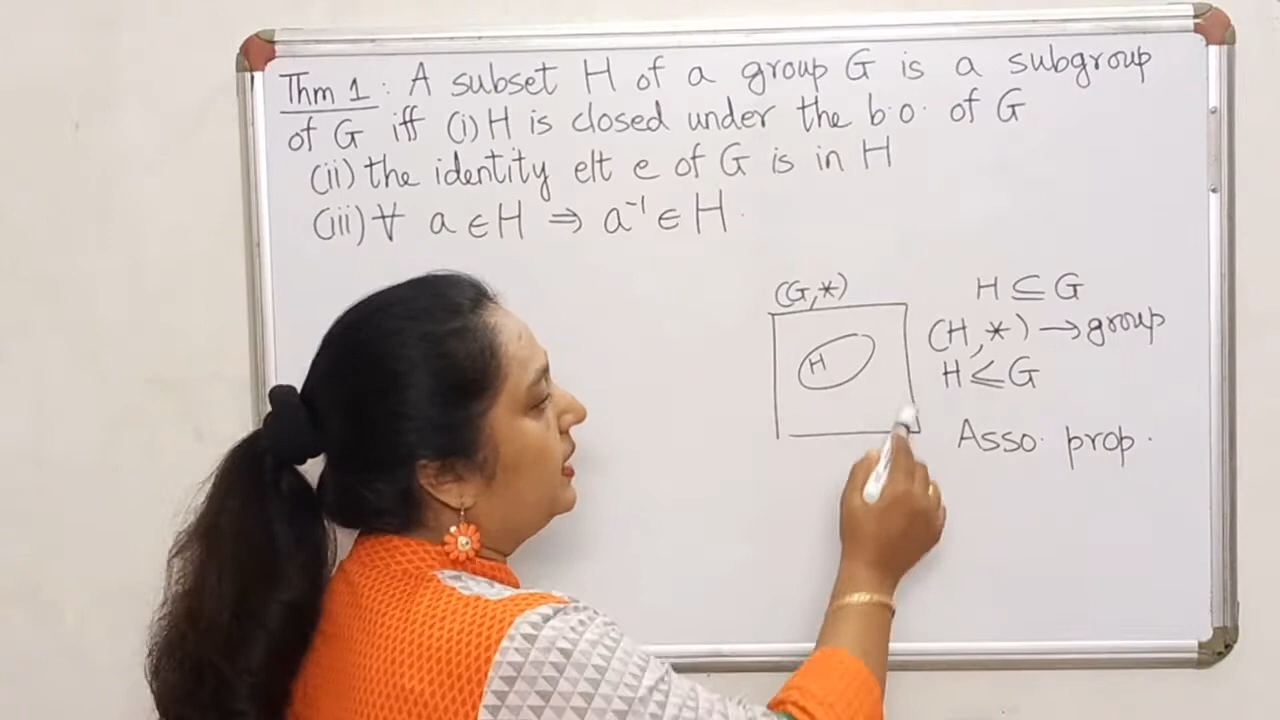 Thm 1: A subset H of a group G is a subgroup
of G iff (i) H is closed under the b.o. of G
(ii) the identity elt e of G is in H
(iii) ∀ a ∈ H ⇒ a⁻¹ ∈ H.
(G,*)
H
H ⊆ G
(H,*) → group
H ≤ G
Asso. prop.